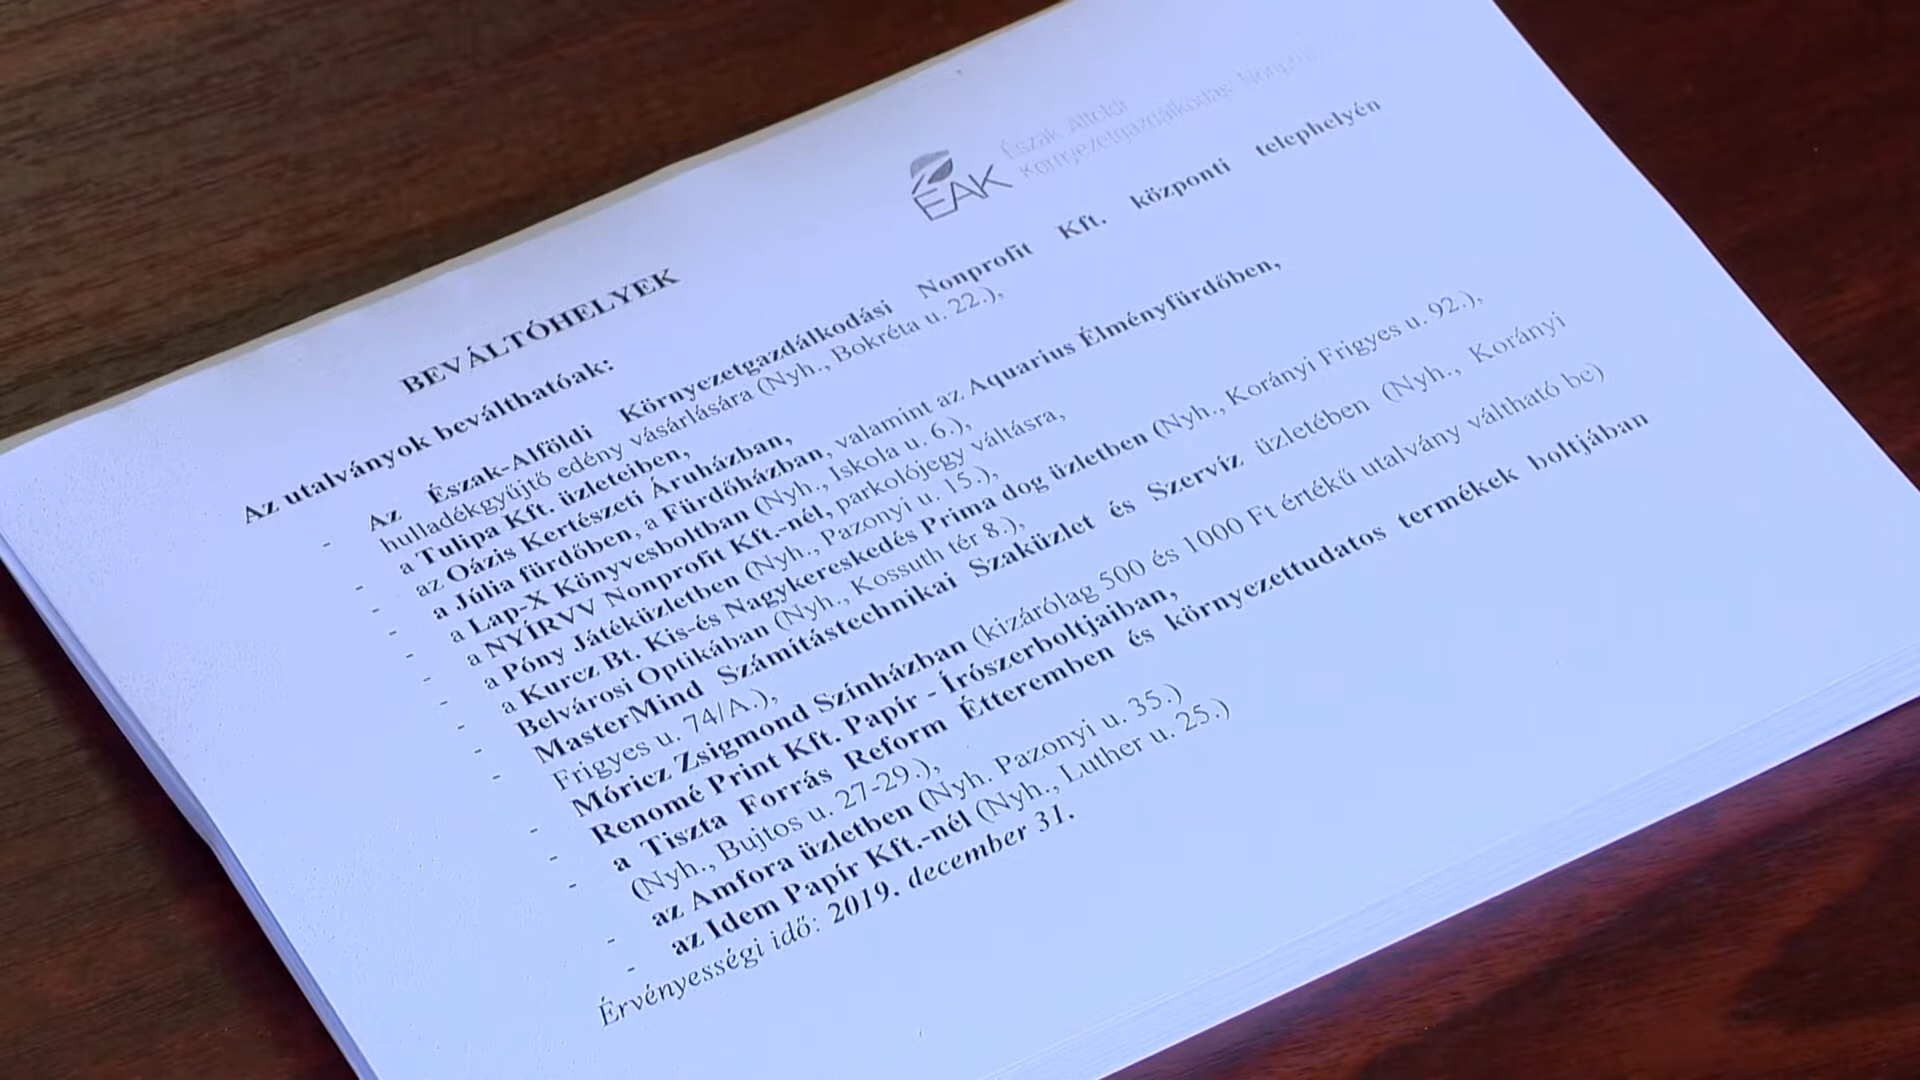 EAK
Észak Alföldi
Környezetgazdálkodási Nonprofit
BEVÁLTÓHELYEK
Az utalványok beválthatóak:
- Az Észak-Alföldi Környezetgazdálkodási Nonprofit Kft. központi telephelyén
hulladékgyűjtő edény vásárlására (Nyh., Bokréta u. 22.),
- a Tulipa Kft. üzleteiben,
- az Oázis Kertészeti Áruházban,
- a Júlia fürdőben, a Fürdőházban, valamint az Aquarius Élményfürdőben,
- a Lap-X Könyvesboltban (Nyh., Iskola u. 6.),
- a NYÍRVV Nonprofit Kft.-nél, parkolójegy váltásra,
- a Póny Játéküzletben (Nyh., Pazonyi u. 15.),
- a Kurcz Bt. Kis-és Nagykereskedés Prima dog üzletben (Nyh., Korányi Frigyes u. 92.),
- Belvárosi Optikában (Nyh., Kossuth tér 8.),
- MasterMind Számítástechnikai Szaküzlet és Szervíz üzletében (Nyh., Korányi
Frigyes u. 74/A.),
- Móricz Zsigmond Színházban (kizárólag 500 és 1000 Ft értékű utalvány váltható be)
- Renomé Print Kft. Papír - Írószerboltjaiban,
- a Tiszta Forrás Reform Étteremben és környezettudatos termékek boltjában
(Nyh., Bujtos u. 27-29.),
- az Amfora üzletben (Nyh. Pazonyi u. 35.)
- az Idem Papír Kft.-nél (Nyh., Luther u. 25.)
Érvényességi idő: 2019. december 31.